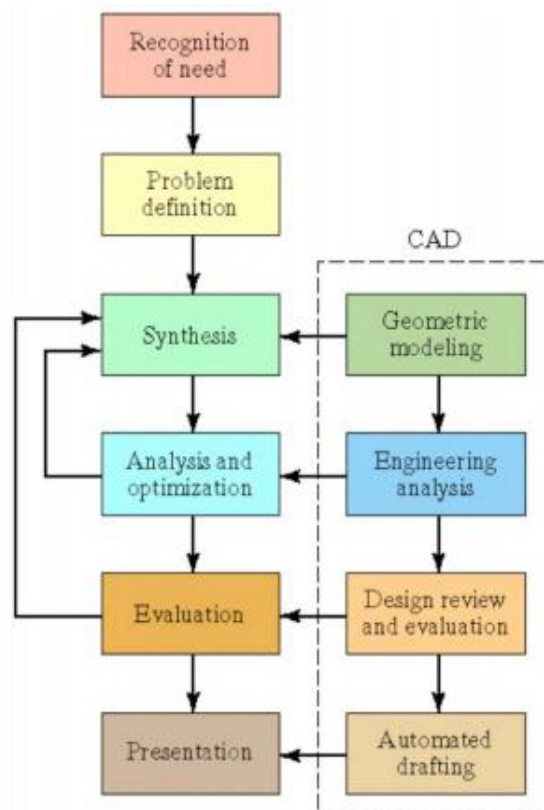 Recognition
of need
Problem
definition
CAD
Synthesis
Geometric
modeling
Analysis and
optimization
Engineering
analysis
Evaluation
Design review
and evaluation
Presentation
Automated
drafting